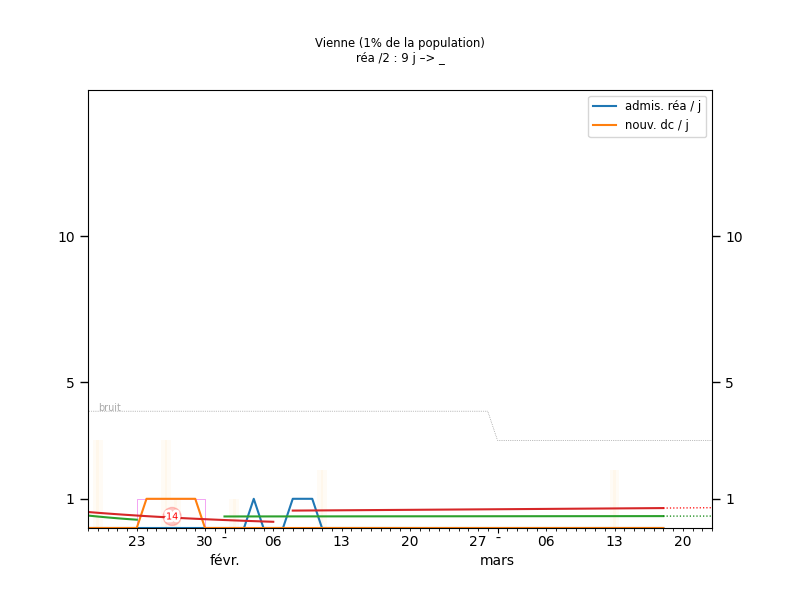 Vienne (1% de la population)
réa /2 : 9 j –> _
admis. réa / j
nouv. dc / j
10
10
5
5
bruit
1
1
14
23
30
-
06
13
20
27
-
06
13
20
févr.
mars